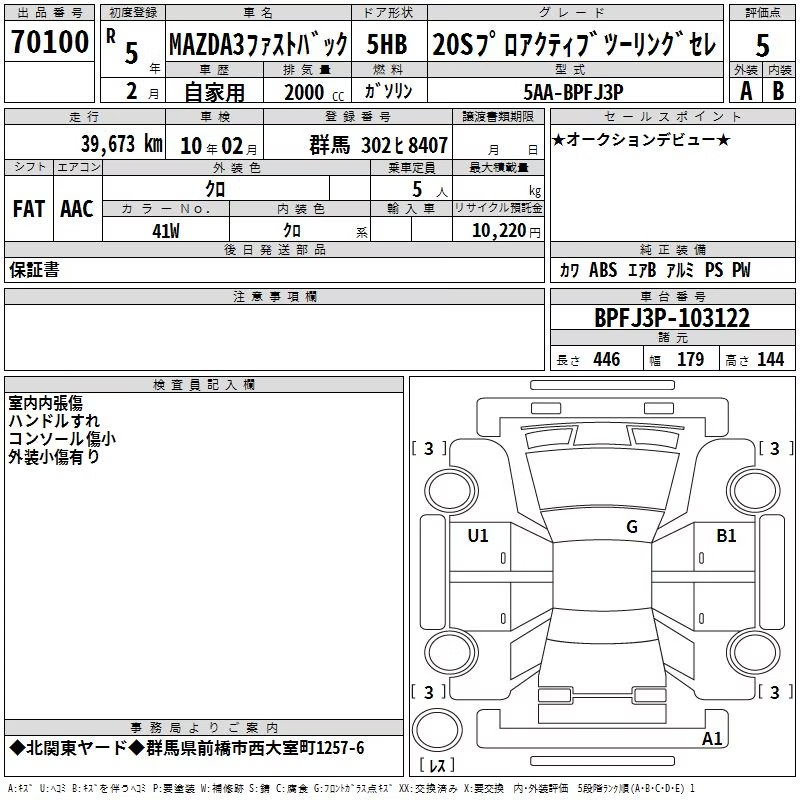 出品番号 初度登録 車名 ドア形状 グレード 評価点
70100 R 5 年 MAZDA3ファストバック 5HB 20Sプロアクティブツーリングセレ 5
車歴 排気量 燃料 型式 外装 内装
2 月 自家用 2000 CC ガソリン 5AA-BPFJ3P A B
走行 車検 登録番号 譲渡書類期限 セールスポイント
39,673 km 10 年 02 月 群馬 302ヒ8407 月 日 ★オークションデビュー★
シフト エアコン 外装色 乗車定員 最大積載量
FAT AAC クロ 5 人 kg
カラーNo. 内装色 輸入車 リサイクル預託金
41W クロ 系 10,220 円
後日発送部品 純正装備
保証書 カワ ABS エアB アルミ PS PW
注意事項欄 車台番号
BPFJ3P-103122
諸元
長さ 446 幅 179 高さ 144
検査員記入欄
室内内張傷
ハンドルすれ
コンソール傷小
外装小傷有り
[ 3 ] [ 3 ]
G
U1 B1
[ 3 ] [ 3 ]
A1
[ レス ]
事務局よりご案内
◆北関東ヤード◆群馬県前橋市西大室町1257-6
A:キズ U:ヘコミ B:キズを伴うヘコミ P:要塗装 W:補修跡 S:錆 C:腐食 G:フロントガラス点キズ XX:交換済み X:要交換 内・外装評価 5段階ランク順(A・B・C・D・E) 1